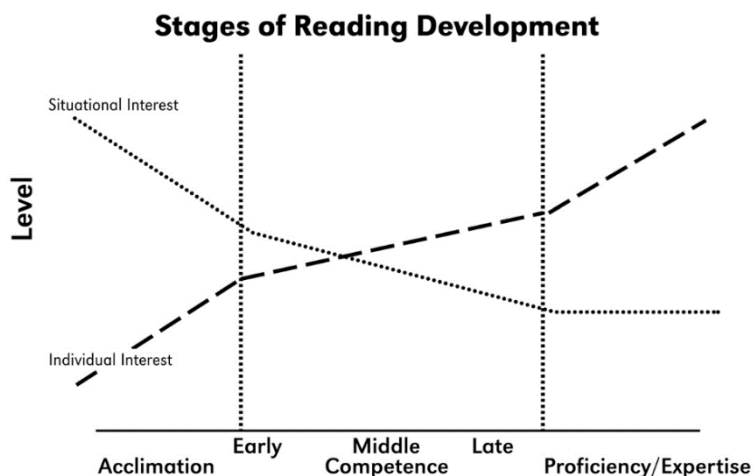 Stages of Reading Development
Situational Interest
Level
Individual Interest
Early Middle Late
Acclimation Competence Proficiency/Expertise